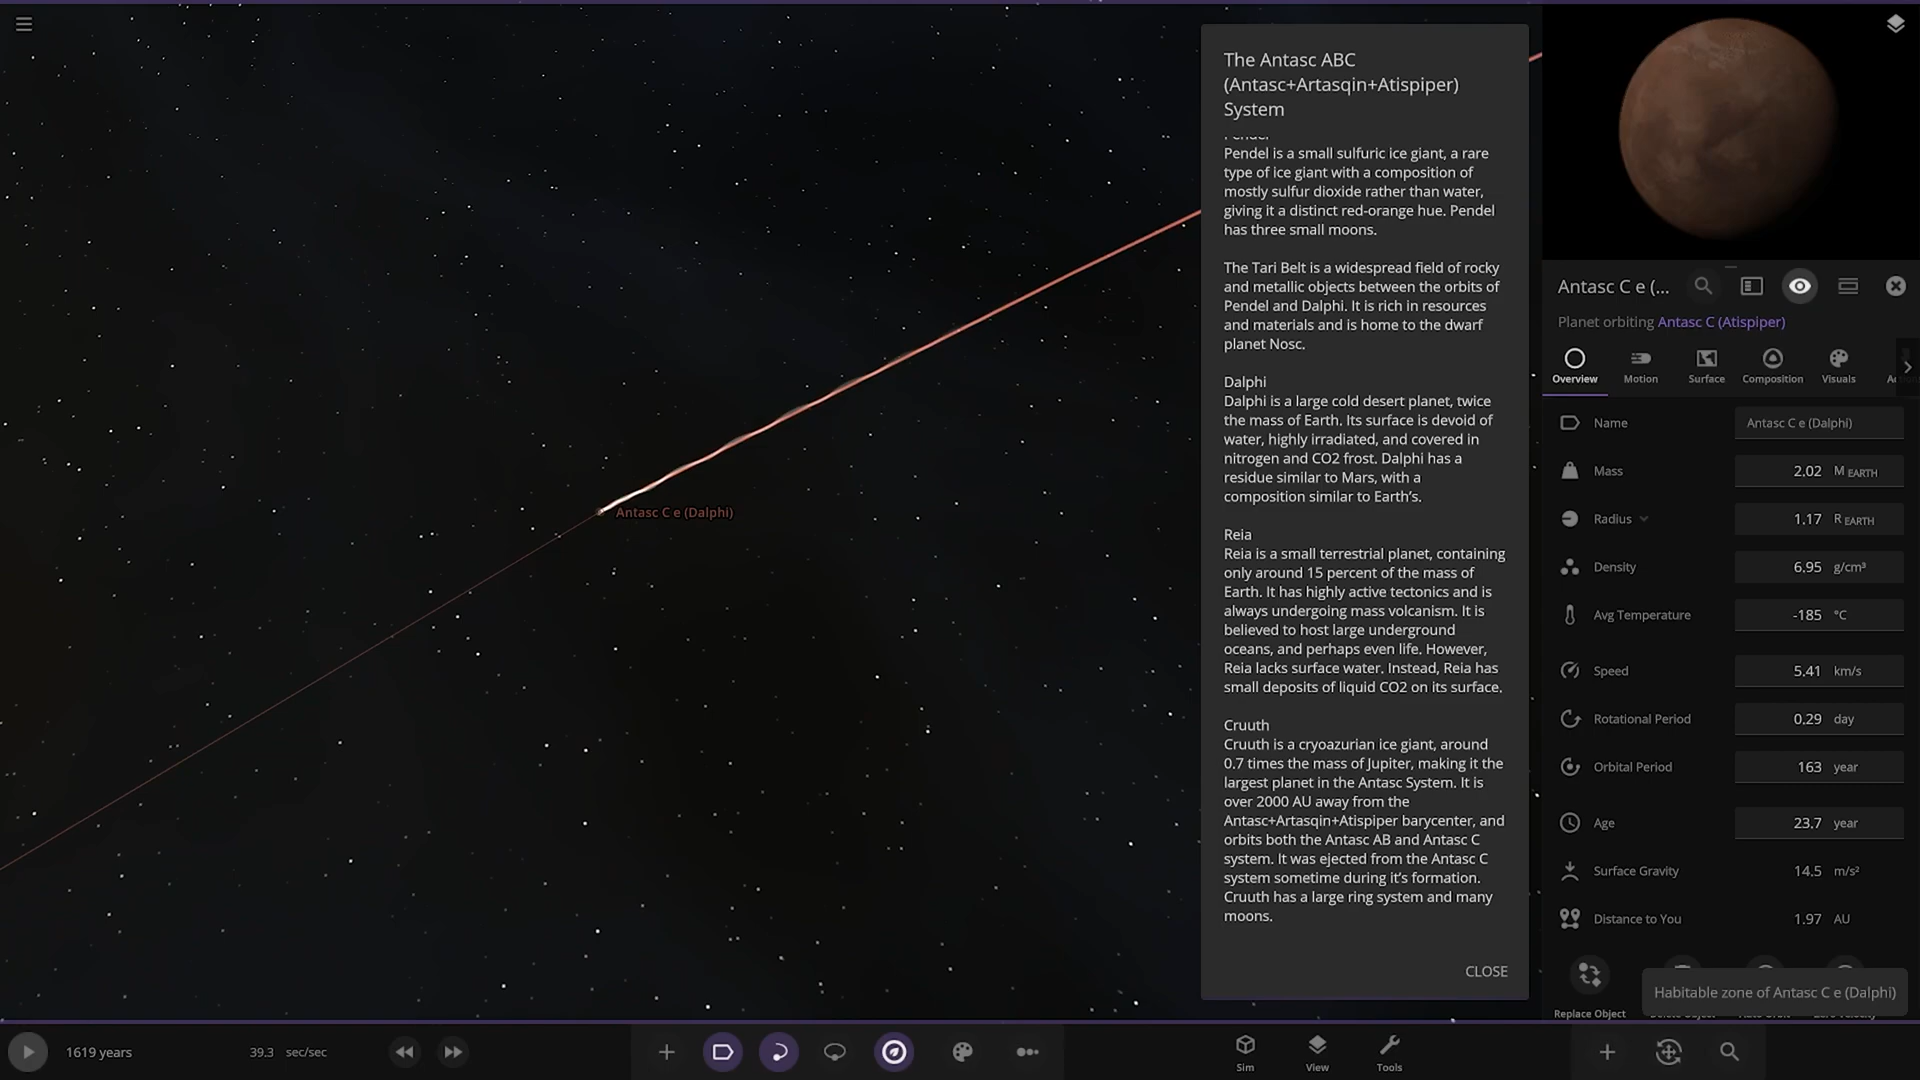 The Antasc ABC
(Antasc+Artasqin+Atispiper)
System
Pendel
Pendel is a small sulfuric ice giant, a rare
type of ice giant with a composition of
mostly sulfur dioxide rather than water,
giving it a distinct red-orange hue. Pendel
has three small moons.
The Tari Belt is a widespread field of rocky
and metallic objects between the orbits of
Pendel and Dalphi. It is rich in resources
and materials and is home to the dwarf
planet Nosc.
Dalphi
Dalphi is a large cold desert planet, twice
the mass of Earth. Its surface is devoid of
water, highly irradiated, and covered in
nitrogen and CO2 frost. Dalphi has a
residue similar to Mars, with a
composition similar to Earth's.
Reia
Reia is a small terrestrial planet, containing
only around 15 percent of the mass of
Earth. It has highly active tectonics and is
always undergoing mass volcanism. It is
believed to host large underground
oceans, and perhaps even life. However,
Reia lacks surface water. Instead, Reia has
small deposits of liquid CO2 on its surface.
Cruuth
Cruuth is a cryoazurian ice giant, around
0.7 times the mass of Jupiter, making it the
largest planet in the Antasc System. It is
over 2000 AU away from the
Antasc+Artasqin+Atispiper barycenter, and
orbits both the Antasc AB and Antasc C
system. It was ejected from the Antasc C
system sometime during it's formation.
Cruuth has a large ring system and many
moons.
CLOSE
Antasc C e (Dalphi)
Antasc C e (...
Planet orbiting Antasc C (Atispiper)
Overview Motion Surface Composition Visuals
Name Antasc C e (Dalphi)
Mass 2.02 M EARTH
Radius 1.17 R EARTH
Density 6.95 g/cm³
Avg Temperature -185 °C
Speed 5.41 km/s
Rotational Period 0.29 day
Orbital Period 163 year
Age 23.7 year
Surface Gravity 14.5 m/s²
Distance to You 1.97 AU
Habitable zone of Antasc C e (Dalphi)
Replace Object
1619 years 39.3 sec/sec
Sim View Tools